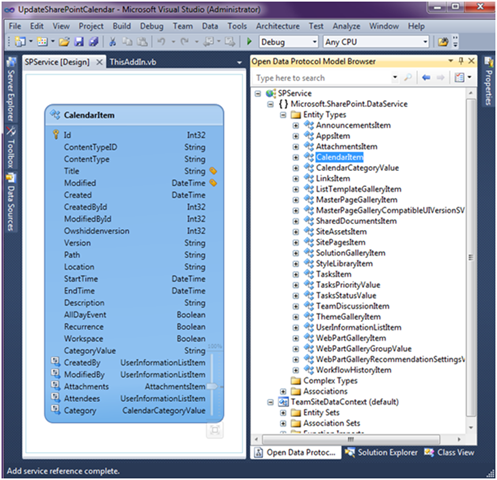 UpdateSharePointCalendar - Microsoft Visual Studio (Administrator)
File Edit View Project Build Debug Team Data Tools Architecture Test Analyze Window Help
Debug Any CPU
SPService [Design] ThisAddIn.vb
Open Data Protocol Model Browser
Server Explorer
Toolbox
Data Sources
CalendarItem
Id Int32
ContentTypeID String
ContentType String
Title String
Modified DateTime
Created DateTime
CreatedById Int32
ModifiedById Int32
Owshiddenversion Int32
Version String
Path String
Location String
StartTime DateTime
EndTime DateTime
Description String
AllDayEvent Boolean
Recurrence Boolean
Workspace Boolean
CategoryValue String
CreatedBy UserInformationListItem
ModifiedBy UserInformationListItem
Attachments AttachmentsItem
Attendees UserInformationListItem
Category CalendarCategoryValue
Type here to search
SPService
{ } Microsoft.SharePoint.DataService
Entity Types
AnnouncementsItem
AppsItem
AttachmentsItem
CalendarItem
CalendarCategoryValue
LinksItem
ListTemplateGalleryItem
MasterPageGalleryItem
MasterPageGalleryCompatibleUIVersionSV
SharedDocumentsItem
SiteAssetsItem
SitePagesItem
SolutionGalleryItem
StyleLibraryItem
TasksItem
TasksPriorityValue
TasksStatusValue
TeamDiscussionItem
ThemeGalleryItem
UserInformationListItem
WebPartGalleryItem
WebPartGalleryGroupValue
WebPartGalleryRecommendationSettingsV
WorkflowHistoryItem
Complex Types
Associations
TeamSiteDataContext (default)
Entity Sets
Association Sets
Function Imports
Properties
Open Data Protoc... Solution Explorer Class View
Add service reference complete.